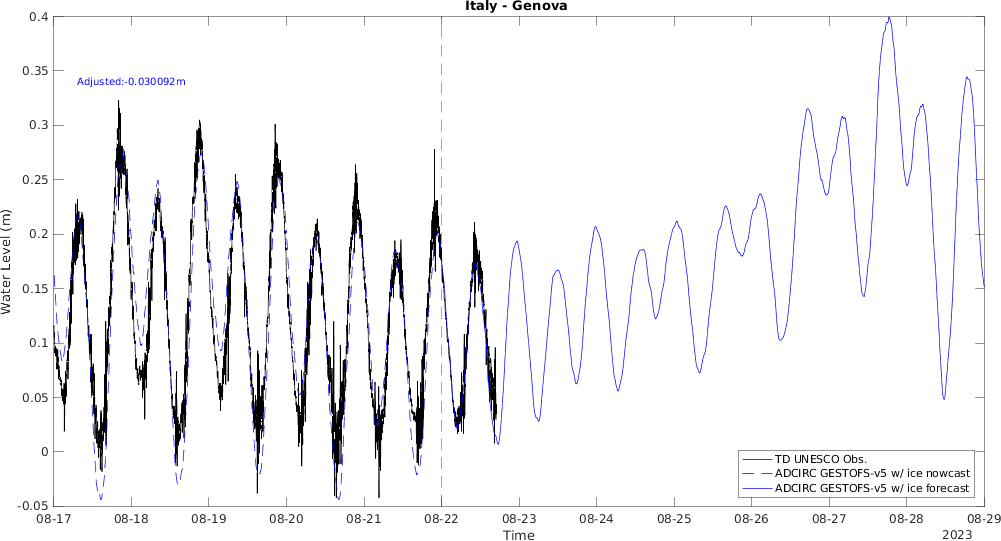 Italy - Genova
0.4
0.35
0.3
0.25
0.2
0.15
0.1
0.05
0
-0.05
Water Level (m)
Adjusted:-0.030092m
TD UNESCO Obs.
ADCIRC GESTOFS-v5 w/ ice nowcast
ADCIRC GESTOFS-v5 w/ ice forecast
08-17 08-18 08-19 08-20 08-21 08-22 08-23 08-24 08-25 08-26 08-27 08-28 08-29
Time
2023